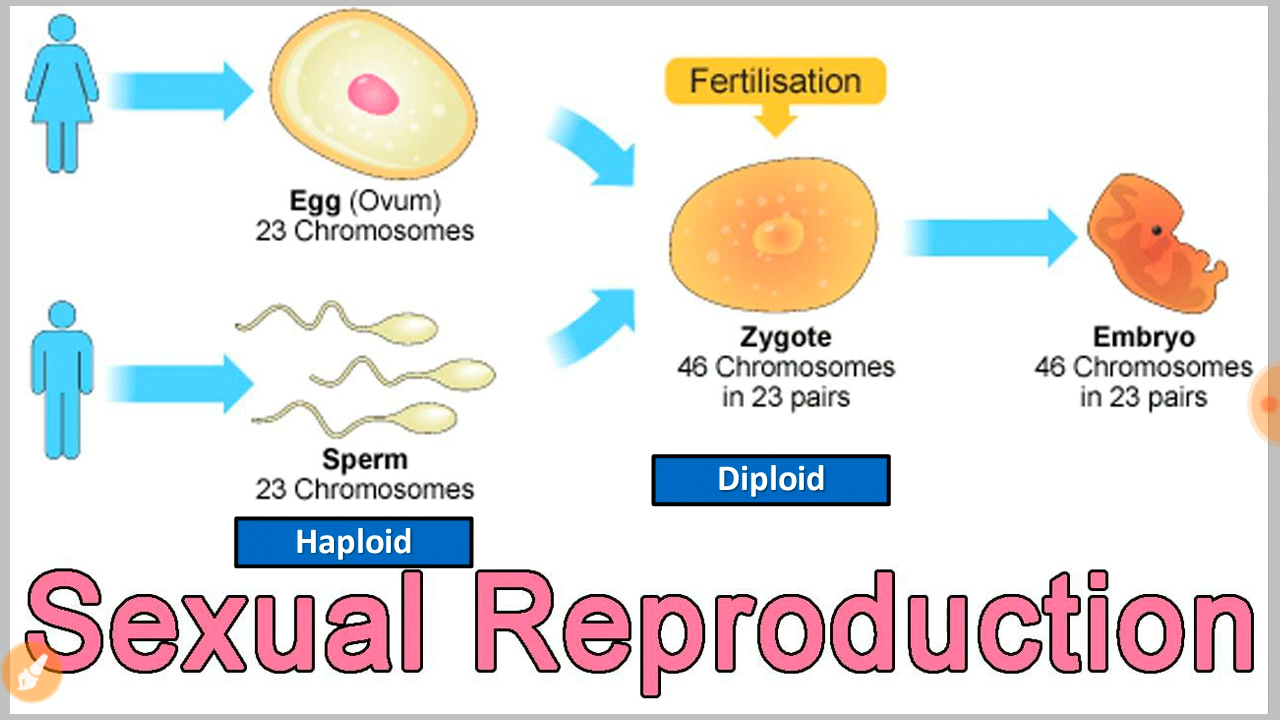 Fertilisation
Egg (Ovum)
23 Chromosomes
Zygote
46 Chromosomes
in 23 pairs
Embryo
46 Chromosomes
in 23 pairs
Sperm
23 Chromosomes
Diploid
Haploid
Sexual Reproduction